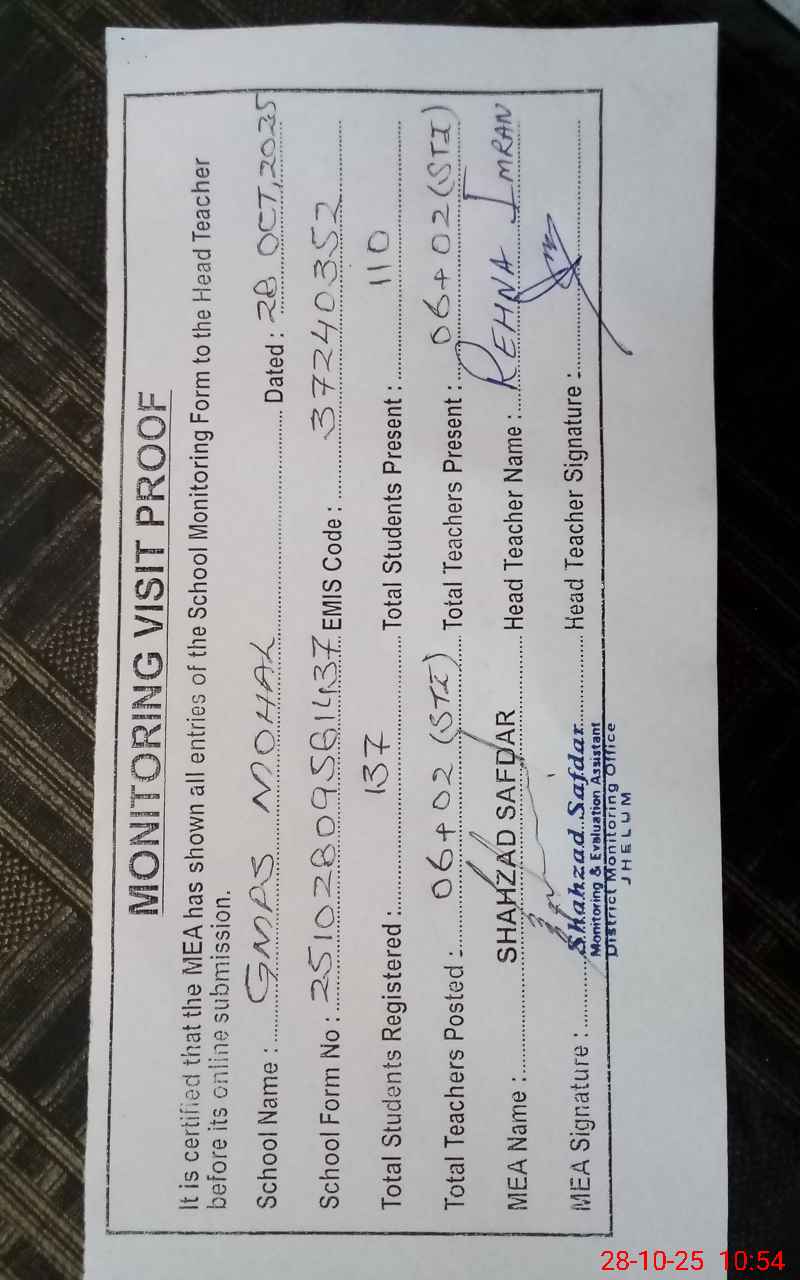 MONITORING VISIT PROOF
It is certified that the MEA has shown all entries of the School Monitoring Form to the Head Teacher
before its online submission.
School Name : GMPS MOHAL Dated : 28 OCT, 2025
School Form No : 25102809561437 EMIS Code : 37240352
Total Students Registered : 137 Total Students Present : 110
Total Teachers Posted : 06+02 (STI) Total Teachers Present : 06+02 (STI)
MEA Name : SHAHZAD SAFDAR Head Teacher Name : REHNA IMRAN
MEA Signature : Shahzad Safdar Head Teacher Signature :
Monitoring & Evaluation Assistant
District Monitoring Office
JHELUM
28-10-25 10:54